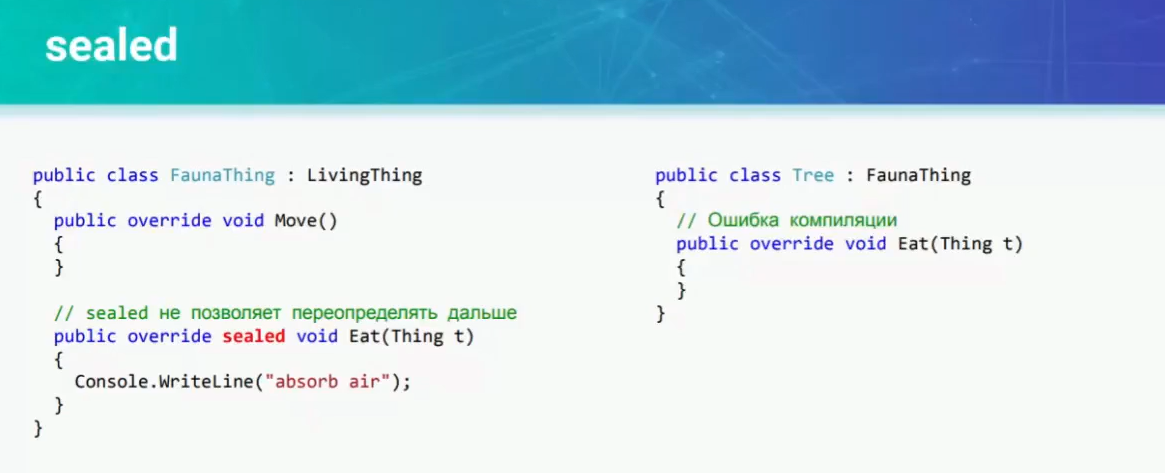 sealed
public class FaunaThing : LivingThing
{
public override void Move()
{
}
// sealed не позволяет переопределять дальше
public override sealed void Eat(Thing t)
{
Console.WriteLine("absorb air");
}
}
public class Tree : FaunaThing
{
// Ошибка компиляции
public override void Eat(Thing t)
{
}
}